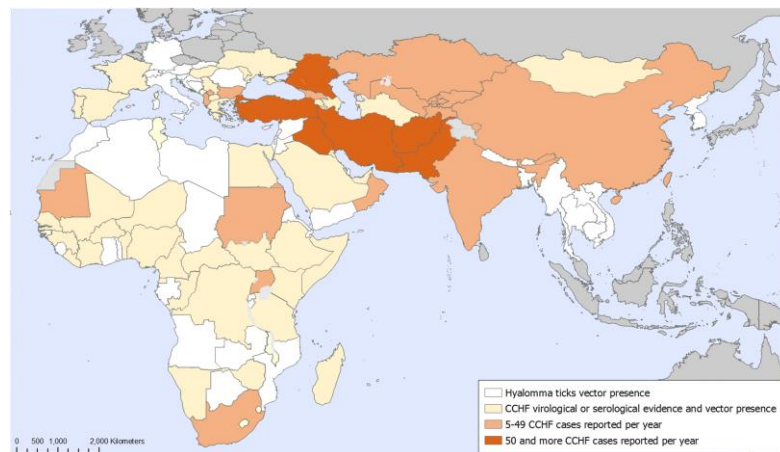 Hyalomma ticks vector presence
CCHF virological or serological evidence and vector presence
5-49 CCHF cases reported per year
50 and more CCHF cases reported per year
0 500 1,000 2,000 Kilometers